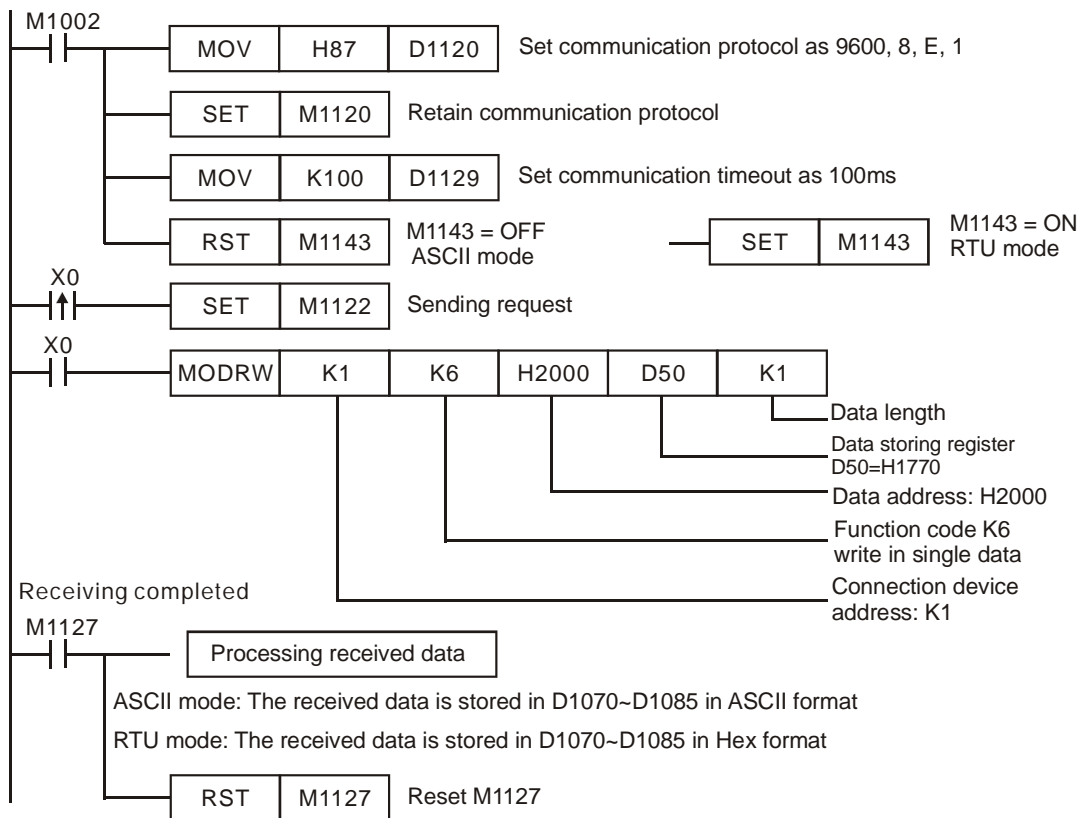 M1002
MOV H87 D1120 Set communication protocol as 9600, 8, E, 1
SET M1120 Retain communication protocol
MOV K100 D1129 Set communication timeout as 100ms
RST M1143 M1143 = OFF
ASCII mode
SET M1143 M1143 = ON
RTU mode
X0
SET M1122 Sending request
X0
MODRW K1 K6 H2000 D50 K1
Data length
Data storing register
D50=H1770
Data address: H2000
Function code K6
write in single data
Connection device
address: K1
Receiving completed
M1127
Processing received data
ASCII mode: The received data is stored in D1070~D1085 in ASCII format
RTU mode: The received data is stored in D1070~D1085 in Hex format
RST M1127 Reset M1127